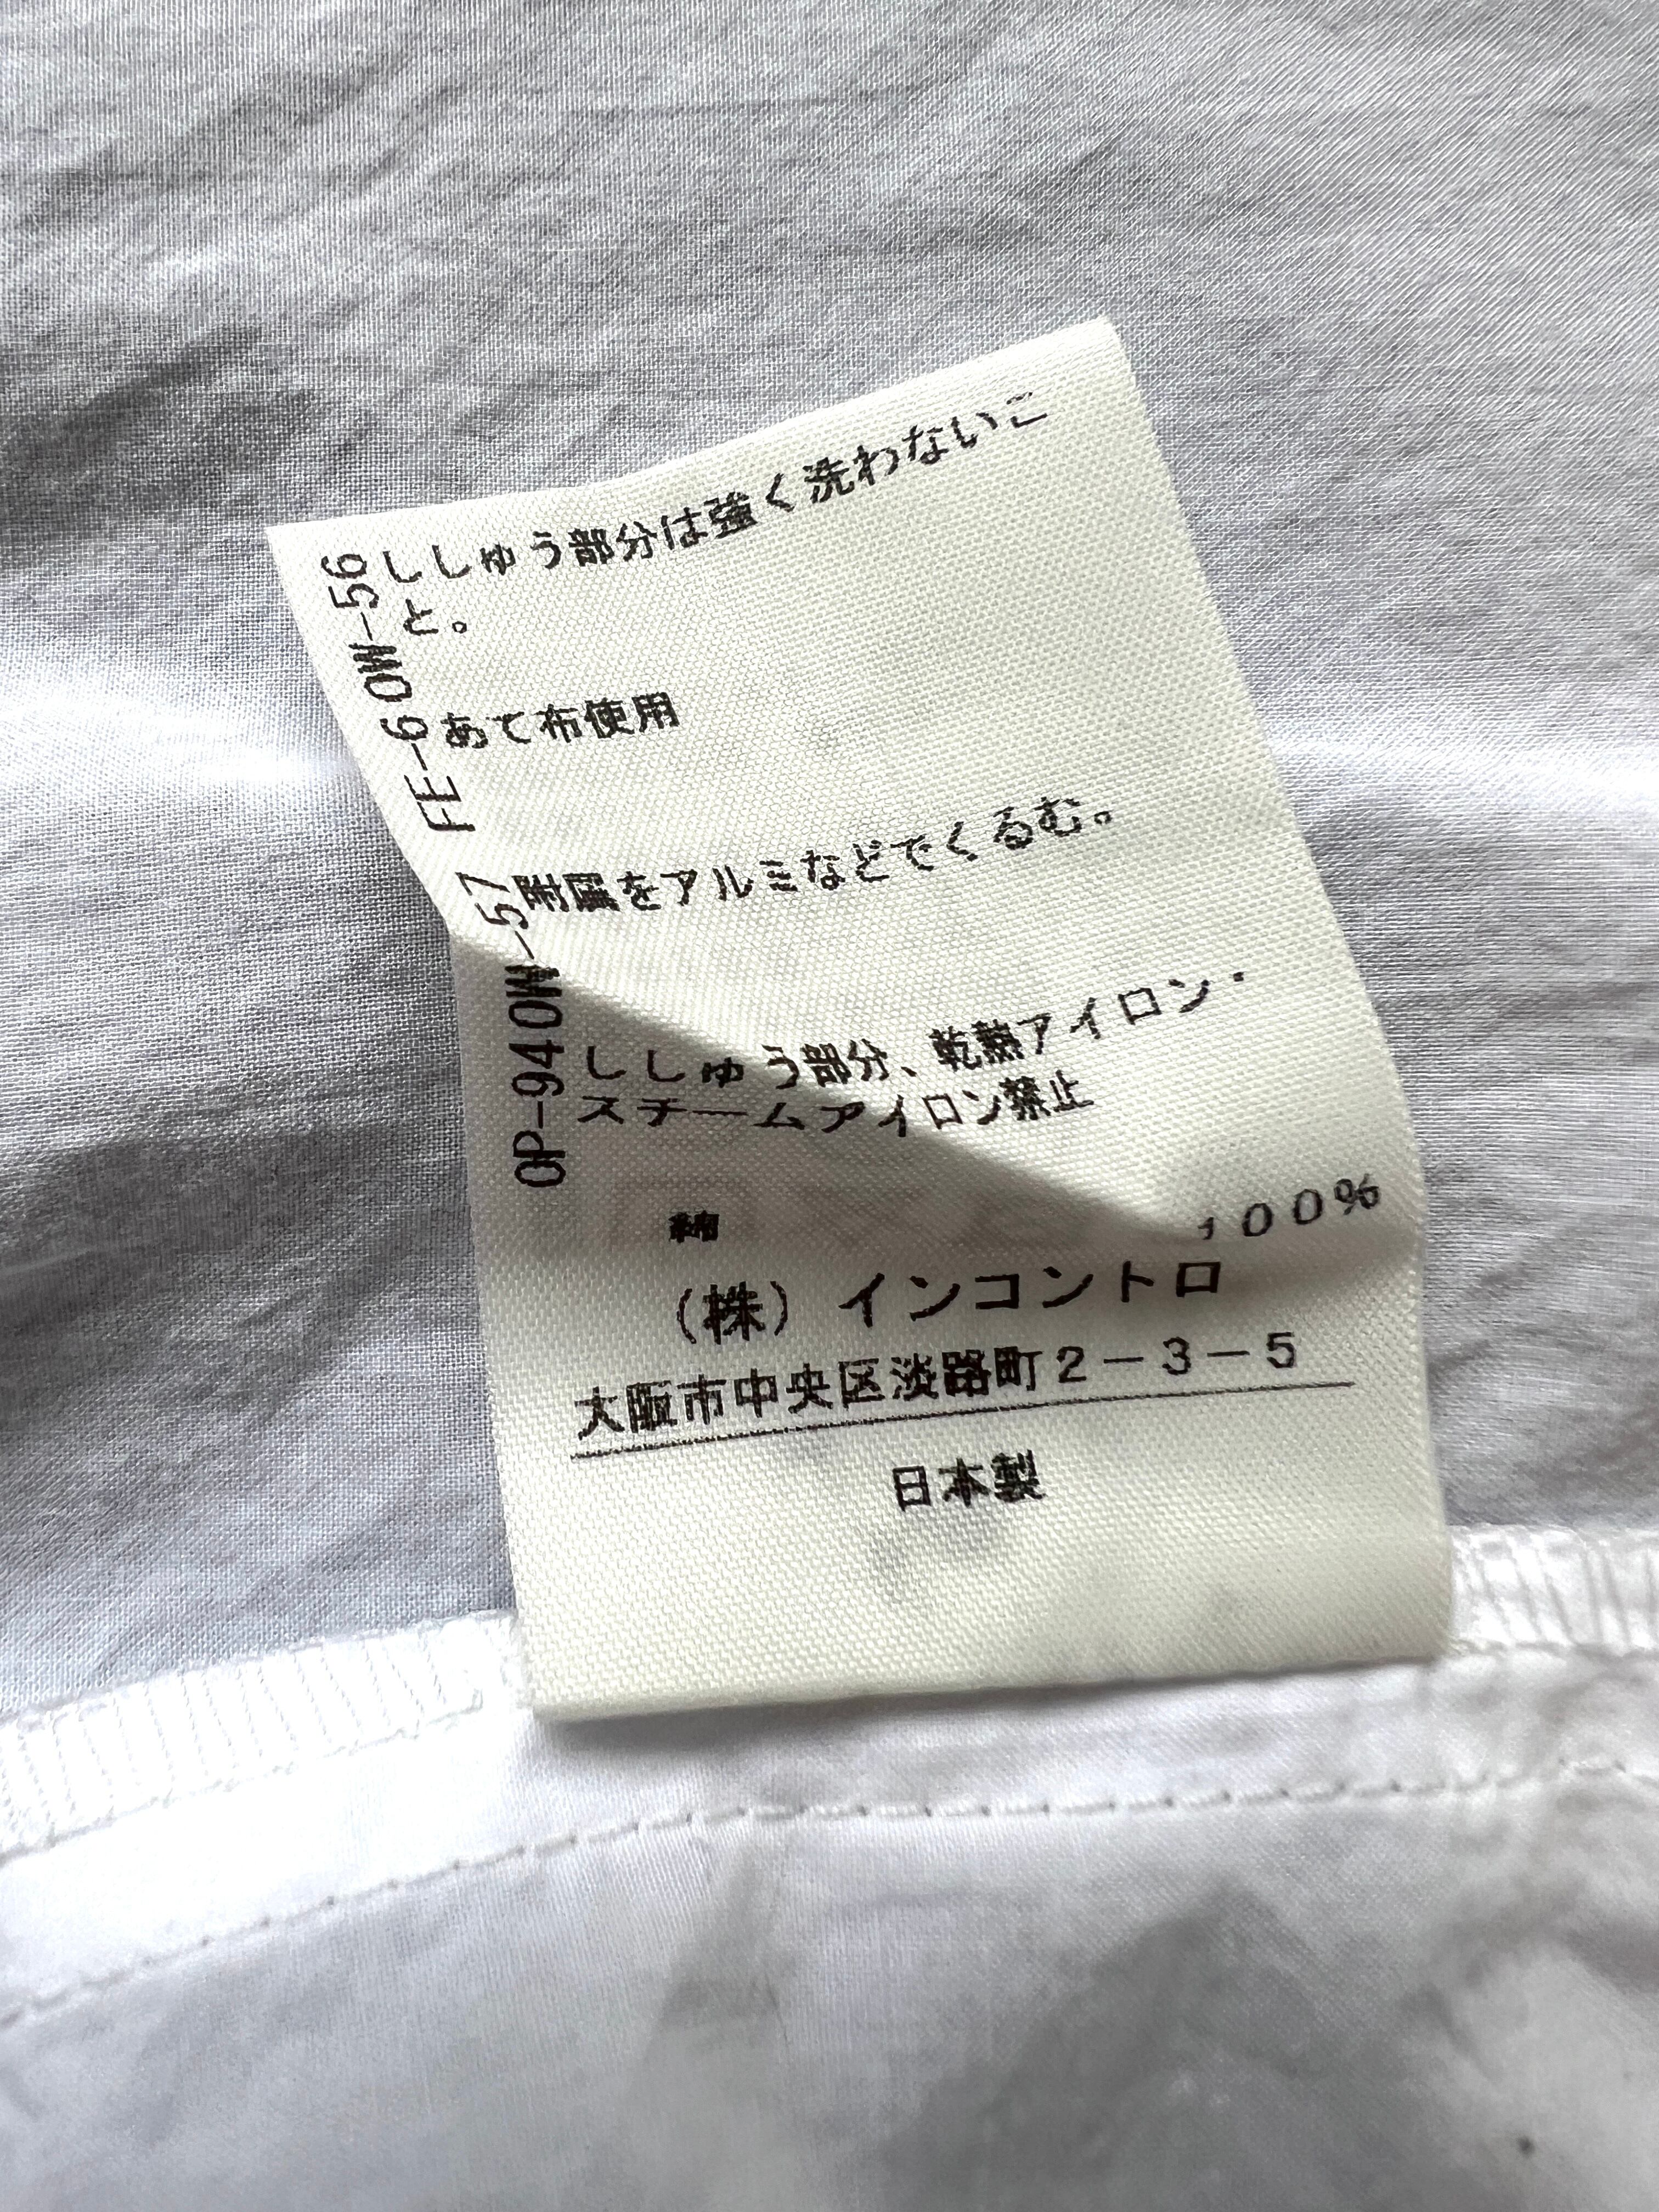 ししゅう部分は強く洗わないこ
と。
あて布使用
附属をアルミなどでくるむ。
ししゅう部分、乾熱アイロン・
スチームアイロン禁止
綿 100%
(株) インコントロ
大阪市中央区淡路町2-3-5
日本製
OP-940W-57 FE-60W-56